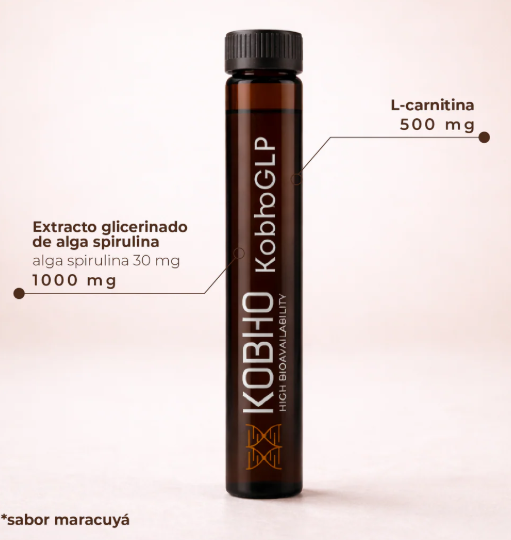 L-carnitina
500 mg
Extracto glicerinado
de alga spirulina
alga spirulina 30 mg
1000 mg
KobhoGLP
KOBHO
HIGH BIOAVAILABILITY
*sabor maracuyá